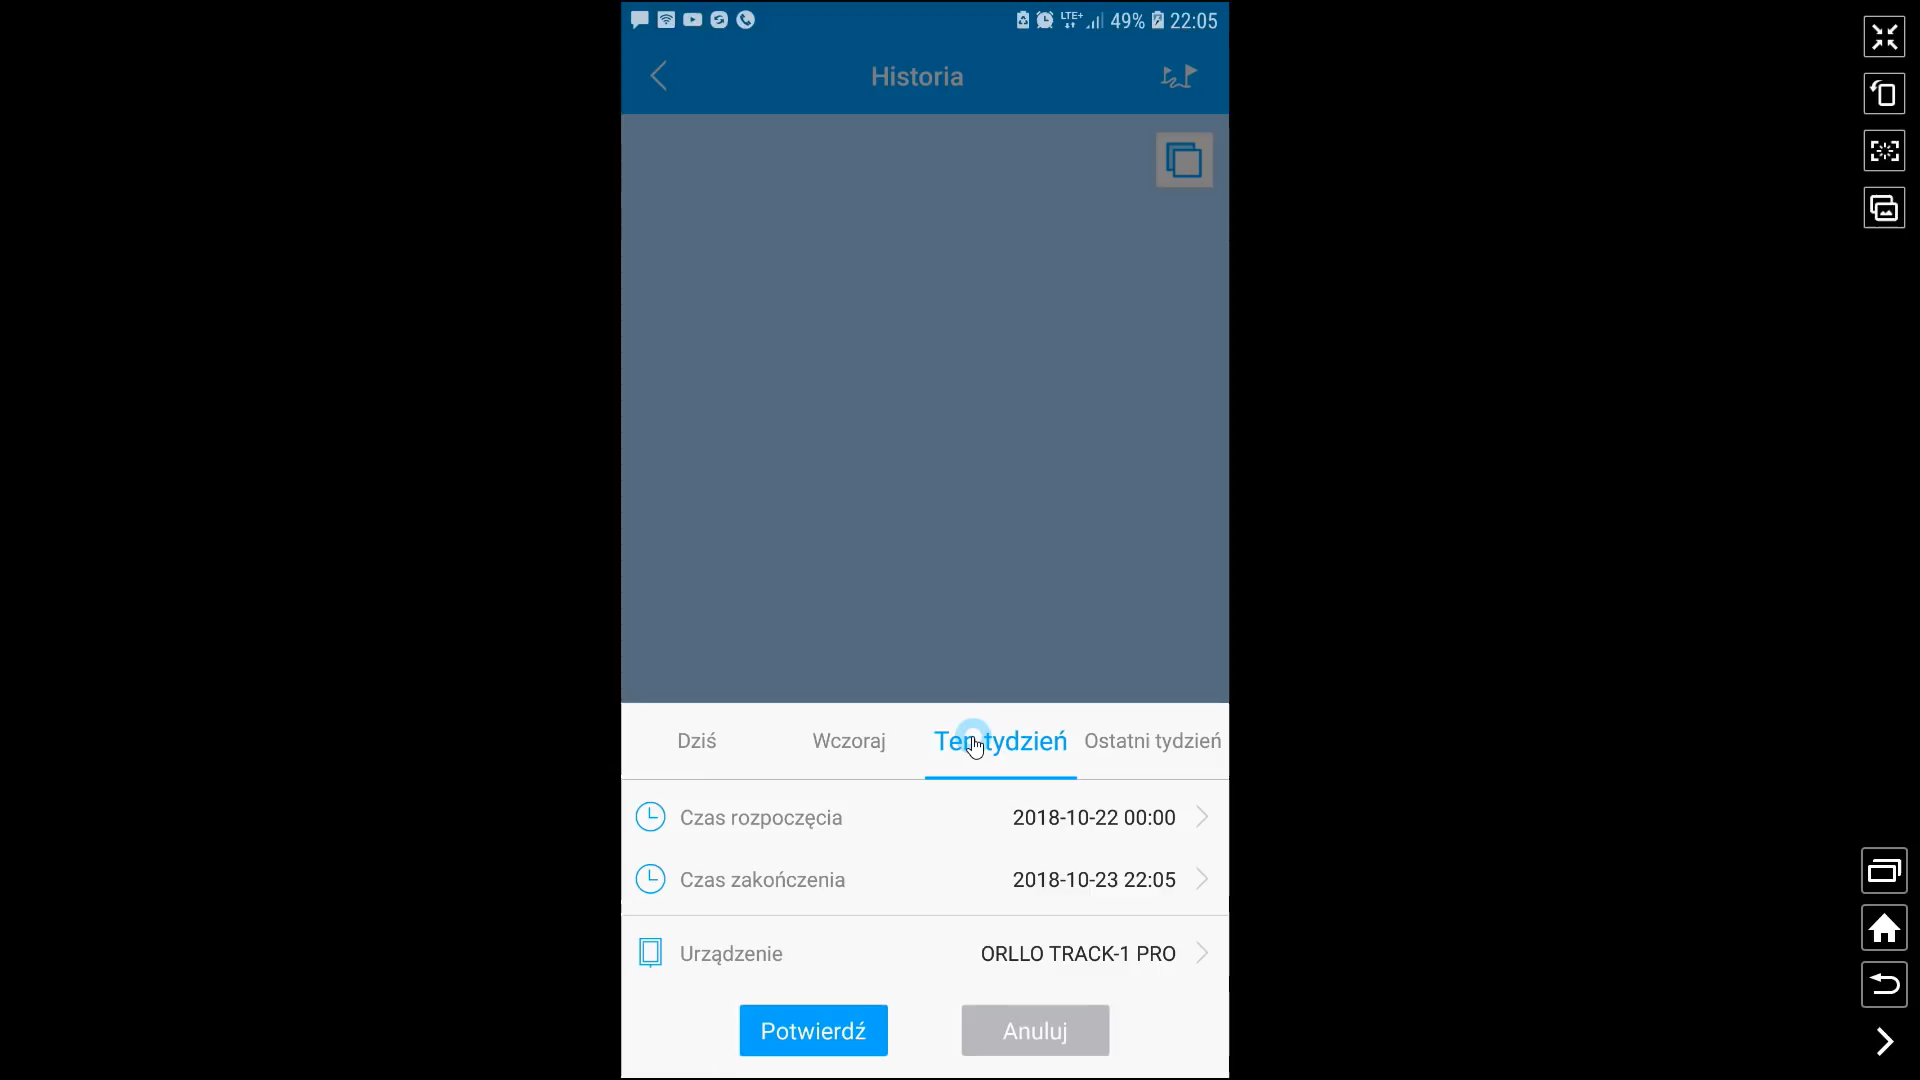 LTE+ 49% 22:05
Historia
Dziś Wczoraj Ten tydzień Ostatni tydzień
Czas rozpoczęcia 2018-10-22 00:00
Czas zakończenia 2018-10-23 22:05
Urządzenie ORLLO TRACK-1 PRO
Potwierdź Anuluj